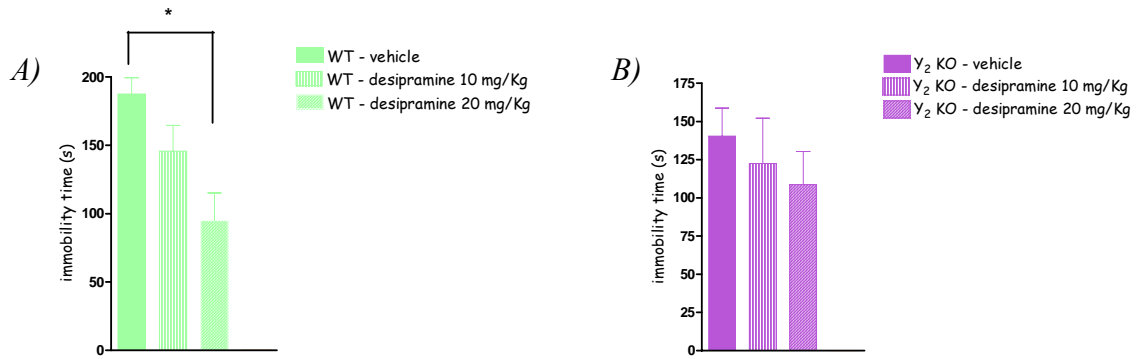 *
A)
WT - vehicle
WT - desipramine 10 mg/Kg
WT - desipramine 20 mg/Kg
200
150
100
50
0
immobility time (s)
B)
Y₂ KO - vehicle
Y₂ KO - desipramine 10 mg/Kg
Y₂ KO - desipramine 20 mg/Kg
175
150
125
100
75
50
25
0
immobility time (s)